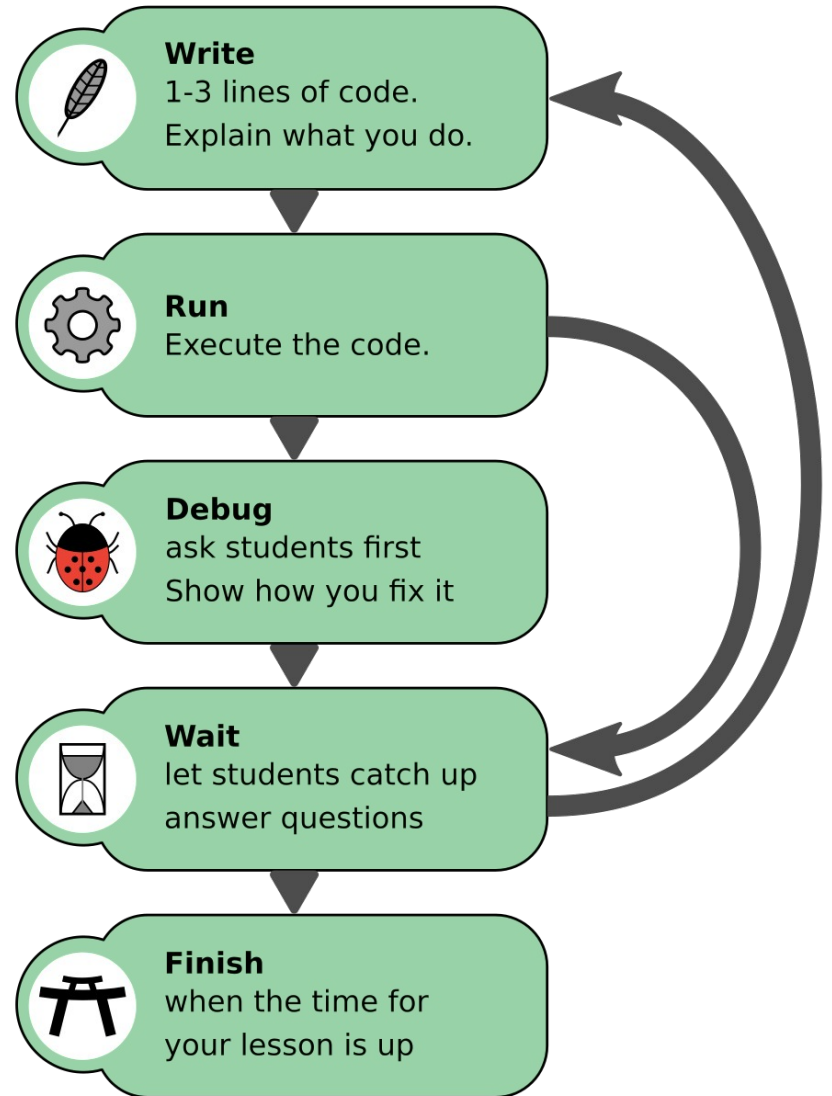 Write
1-3 lines of code.
Explain what you do.
Run
Execute the code.
Debug
ask students first
Show how you fix it
Wait
let students catch up
answer questions
Finish
when the time for
your lesson is up